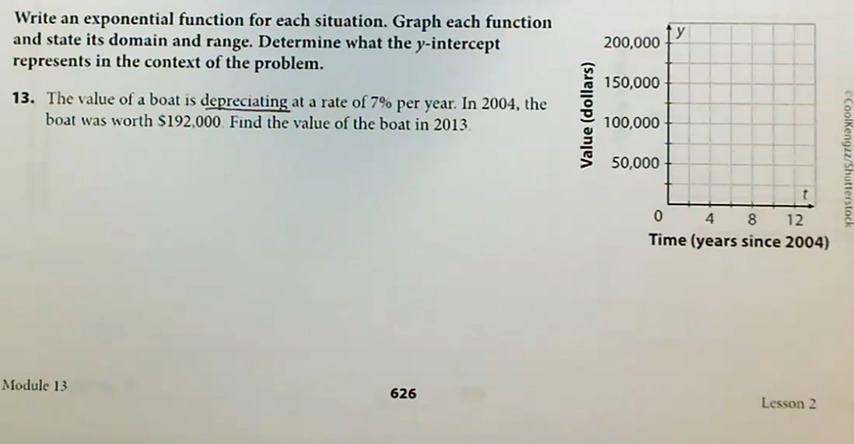 Write an exponential function for each situation. Graph each function
and state its domain and range. Determine what the y-intercept
represents in the context of the problem.
13. The value of a boat is depreciating at a rate of 7% per year. In 2004, the
boat was worth $192,000. Find the value of the boat in 2013.
y
200,000
150,000
100,000
50,000
Value (dollars)
t
0 4 8 12
Time (years since 2004)
©CoolKengzz/Shutterstock
Module 13
626
Lesson 2